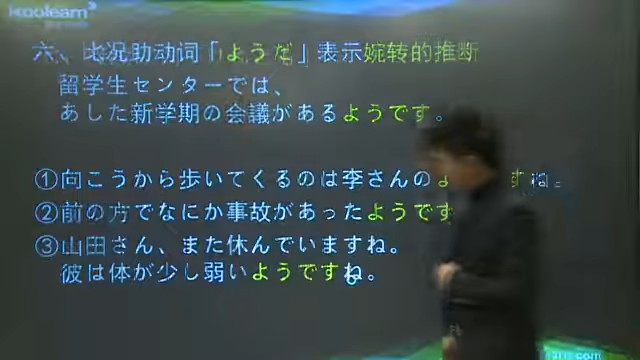 Koolearn
六、比况助动词「ようだ」表示婉转的推断
留学生センターでは、
あした新学期の会議があるようです。
①向こうから歩いてくるのは李さんのよ すね。
②前の方でなにか事故があったようです
③山田さん、また休んでいますね。
彼は体が少し弱いようですね。
.com